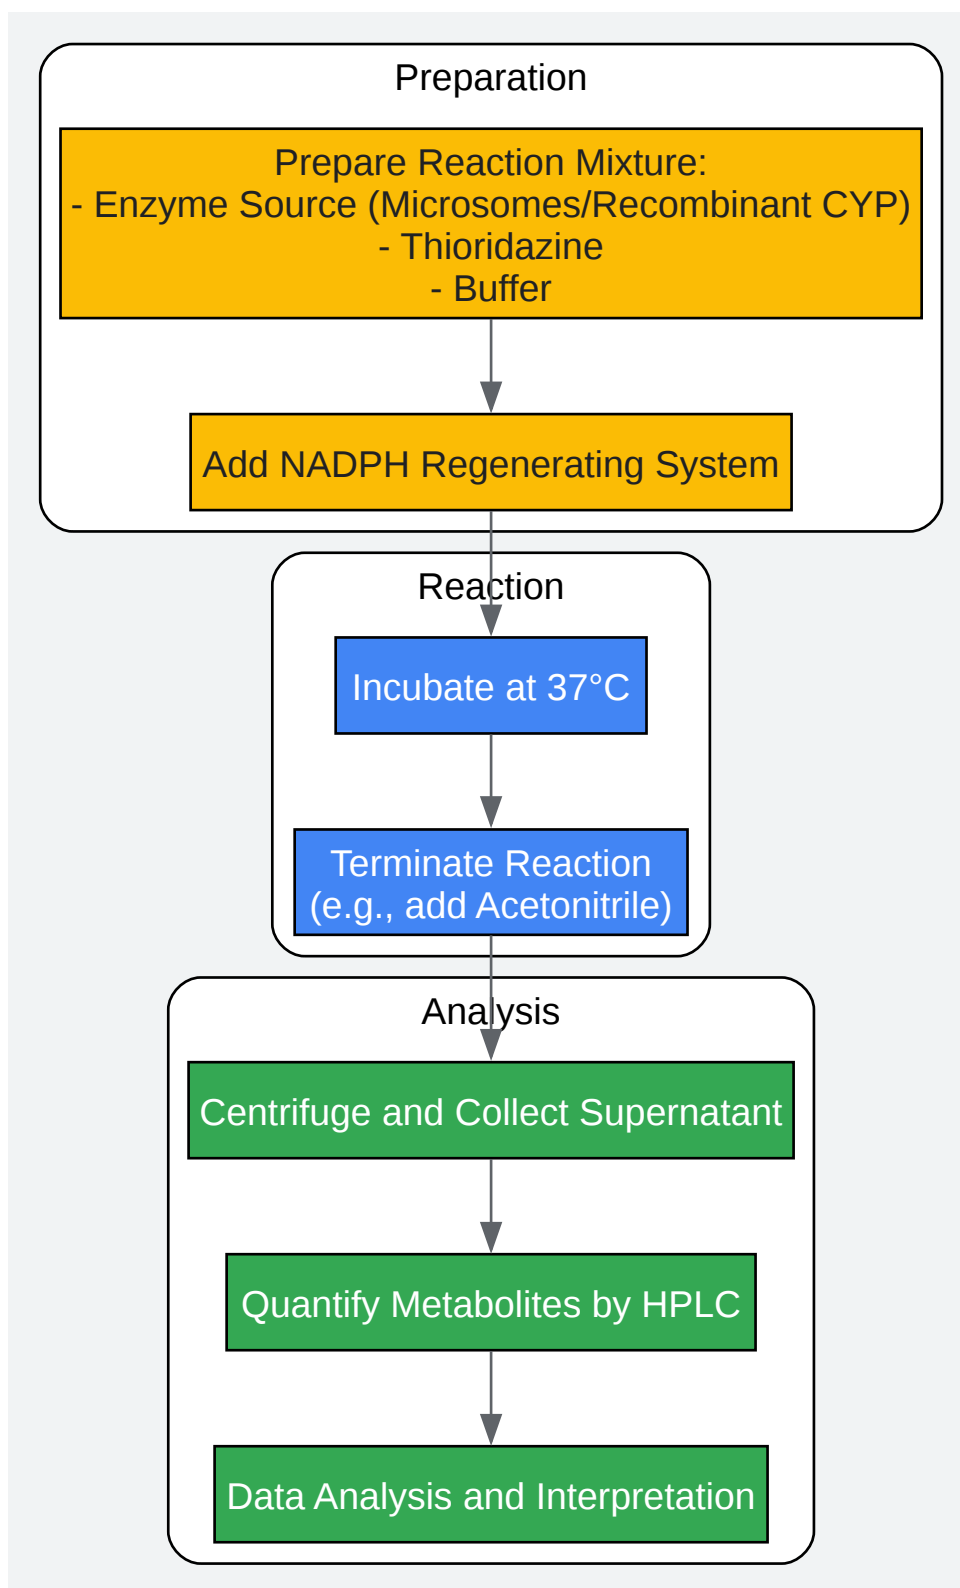 Preparation
Prepare Reaction Mixture:
- Enzyme Source (Microsomes/Recombinant CYP)
- Thioridazine
- Buffer
Add NADPH Regenerating System
Reaction
Incubate at 37°C
Terminate Reaction
(e.g., add Acetonitrile)
Analysis
Centrifuge and Collect Supernatant
Quantify Metabolites by HPLC
Data Analysis and Interpretation